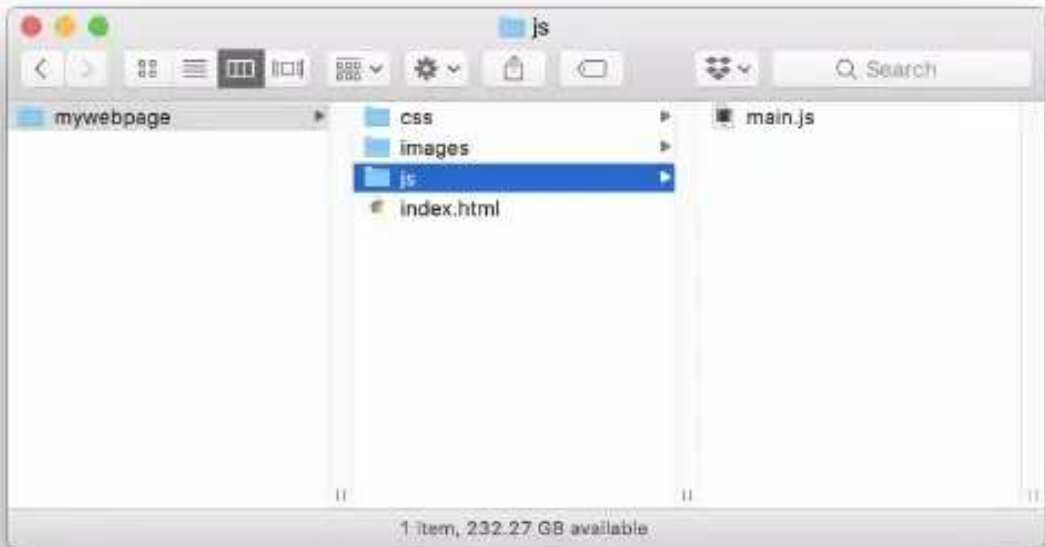 js
Search
mywebpage
css
main.js
images
js
index.html
1 item, 232.27 GB available